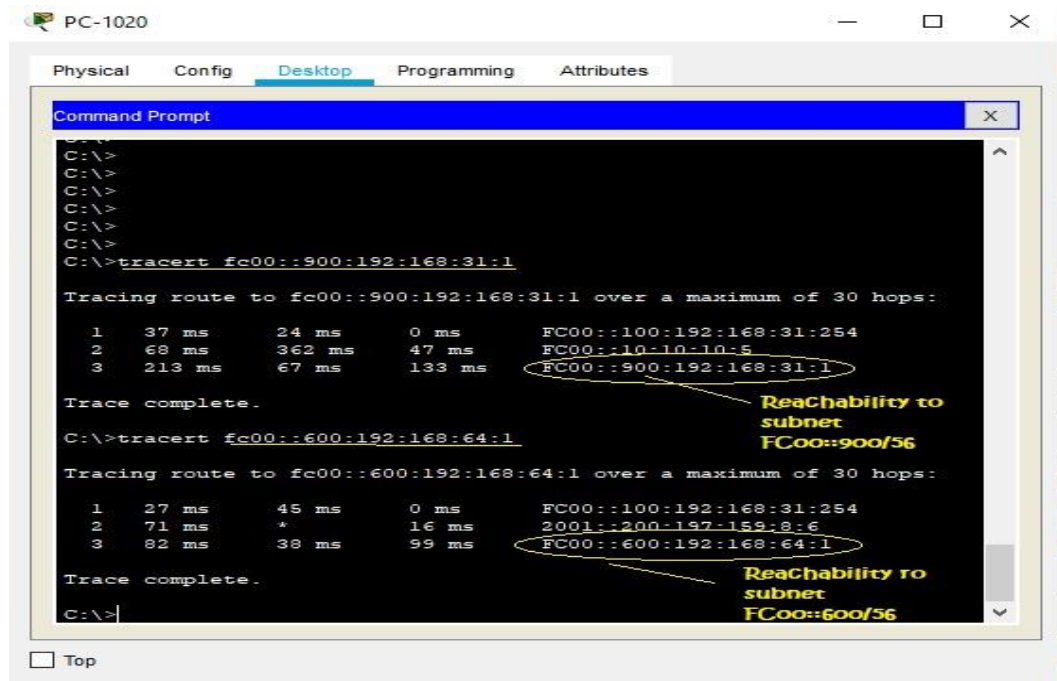 PC-1020
Physical Config Desktop Programming Attributes
Command Prompt
X
C:\>
C:\>
C:\>
C:\>
C:\>
C:\>
C:\>tracert fc00::900:192:168:31:1
Tracing route to fc00::900:192:168:31:1 over a maximum of 30 hops:
1 37 ms 24 ms 0 ms FC00::100:192:168:31:254
2 68 ms 362 ms 47 ms FC00::10:10:10:5
3 213 ms 67 ms 133 ms FC00::900:192:168:31:1
Trace complete.
Reachability to
subnet
FC00::900/56
C:\>tracert fc00::600:192:168:64:1
Tracing route to fc00::600:192:168:64:1 over a maximum of 30 hops:
1 27 ms 45 ms 0 ms FC00::100:192:168:31:254
2 71 ms * 16 ms 2001::200:197:159:8:6
3 82 ms 38 ms 99 ms FC00::600:192:168:64:1
Trace complete.
Reachability to
subnet
FC00::600/56
C:\>
Top